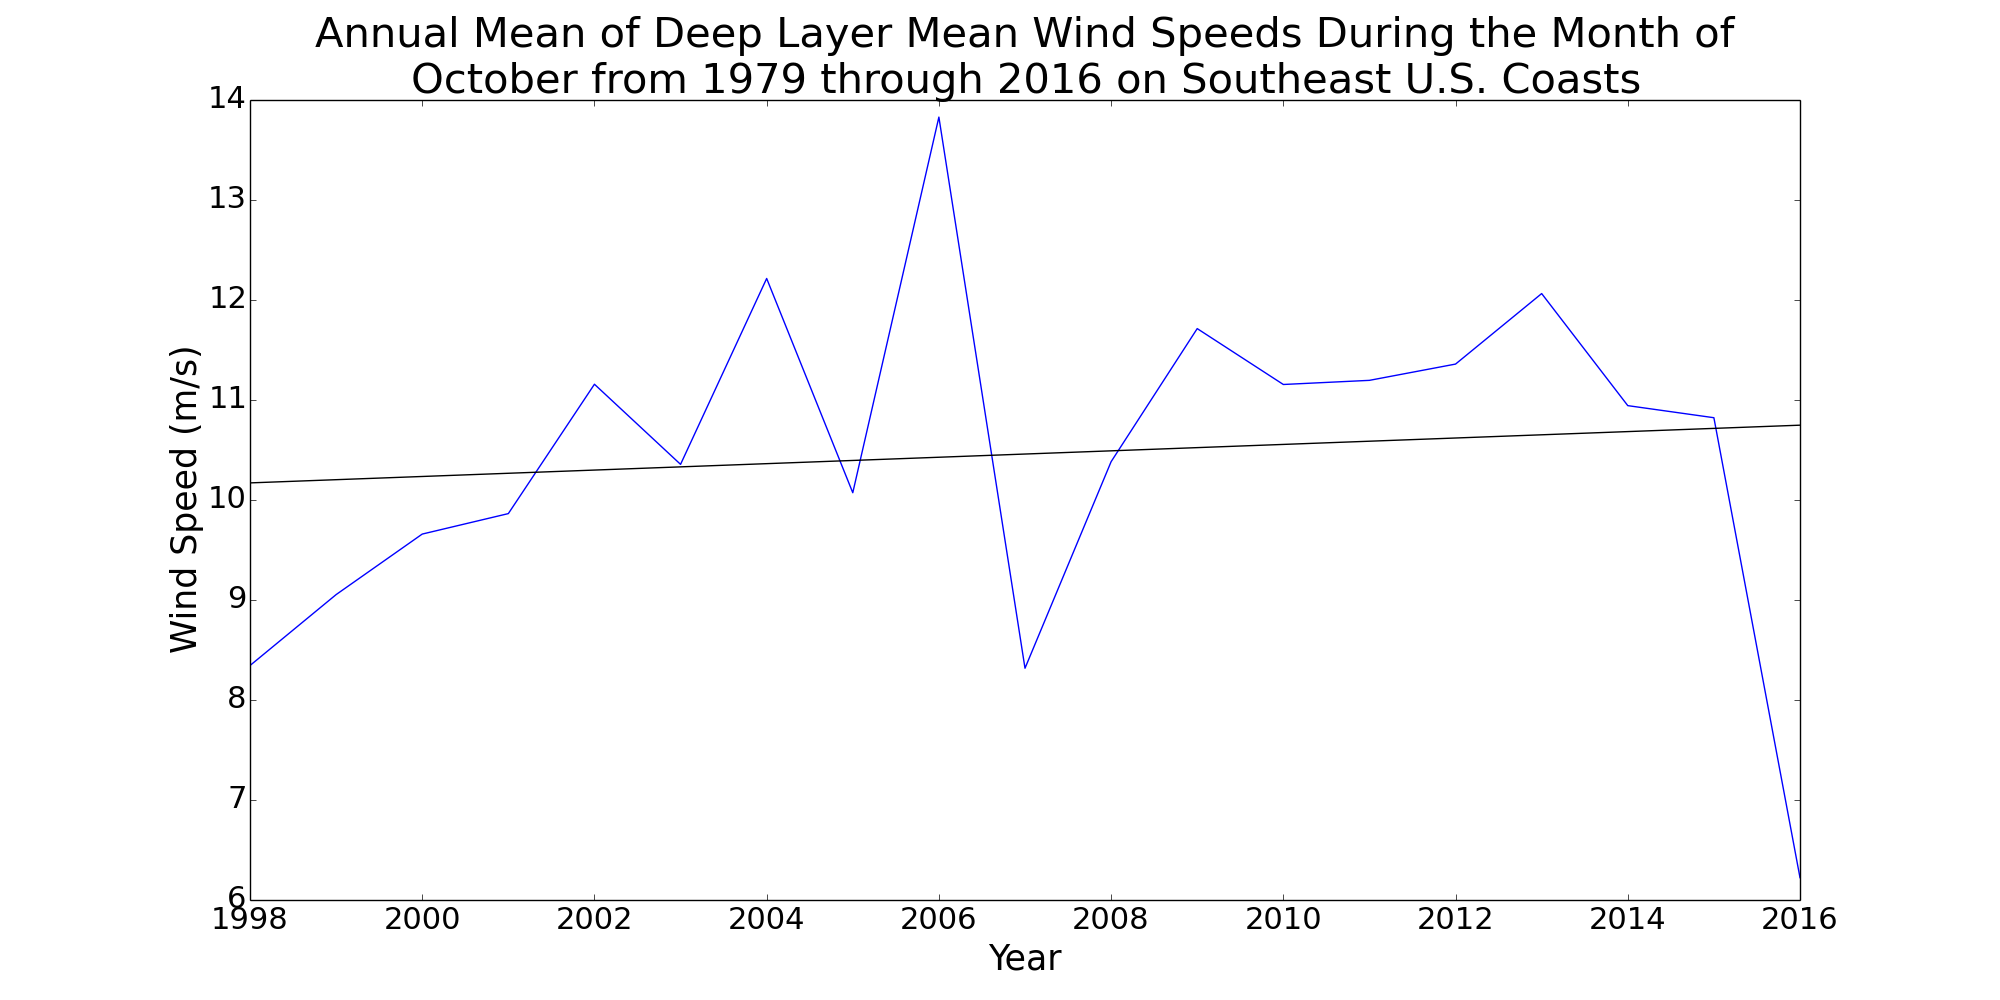 Annual Mean of Deep Layer Mean Wind Speeds During the Month of
October from 1979 through 2016 on Southeast U.S. Coasts
14
13
12
11
10
9
8
7
6
Wind Speed (m/s)
1998 2000 2002 2004 2006 2008 2010 2012 2014 2016
Year